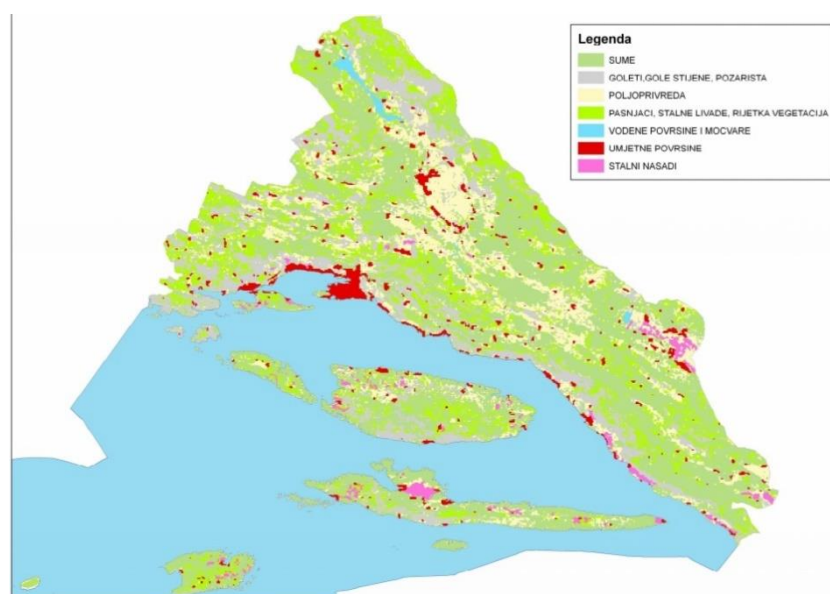 Legenda
SUME
GOLETI,GOLE STIJENE, POZARISTA
POLJOPRIVREDA
PASNJACI, STALNE LIVADE, RIJETKA VEGETACIJA
VODENE POVRSINE I MOCVARE
UMJETNE POVRSINE
STALNI NASADI